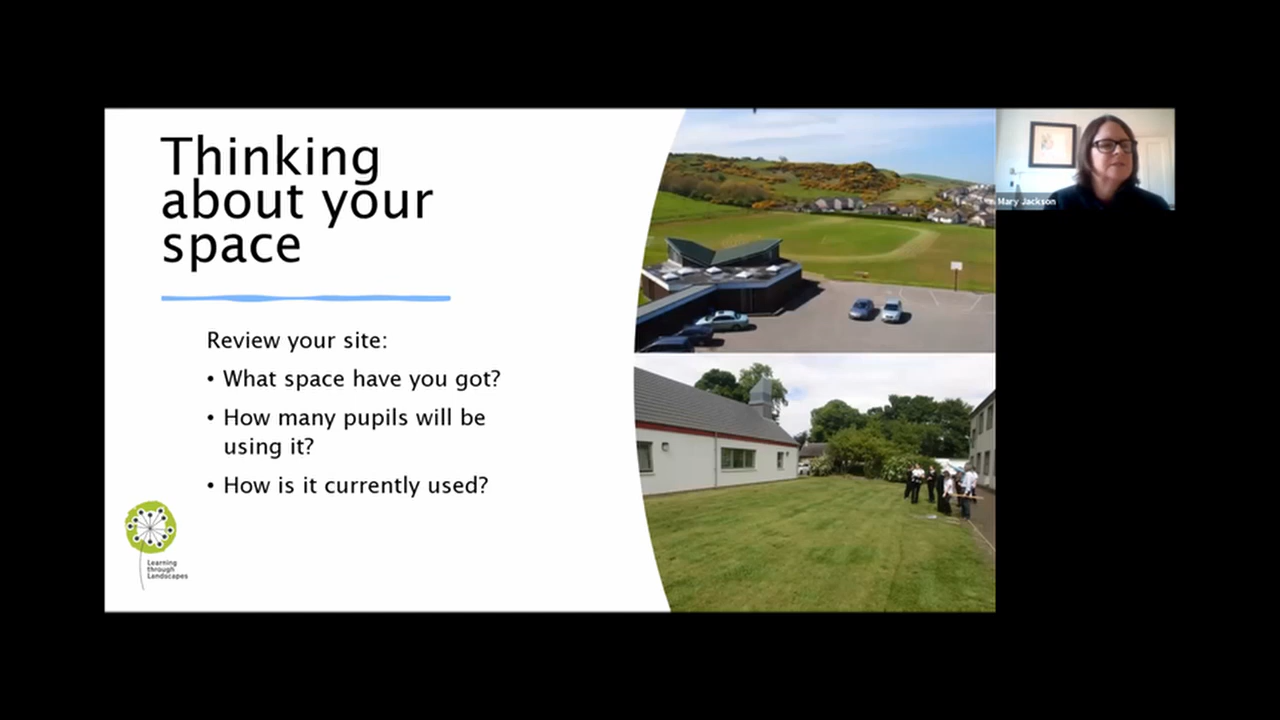 Thinking
about your
space
Review your site:
• What space have you got?
• How many pupils will be
using it?
• How is it currently used?
Learning
through
Landscapes
Mary Jackson